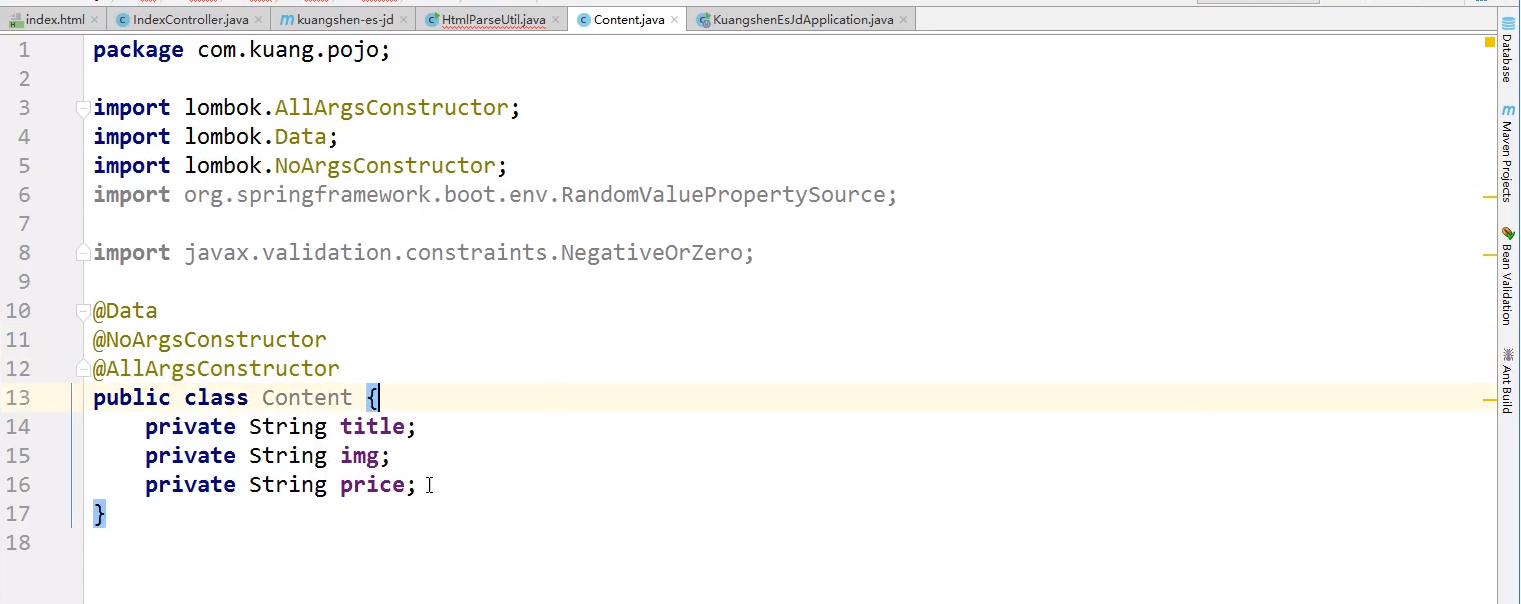 index.html
IndexController.java
kuangshen-es-jd
HtmlParseUtil.java
Content.java
KuangshenEsJdApplication.java
1 package com.kuang.pojo;
2
3 import lombok.AllArgsConstructor;
4 import lombok.Data;
5 import lombok.NoArgsConstructor;
6 import org.springframework.boot.env.RandomValuePropertySource;
7
8 import javax.validation.constraints.NegativeOrZero;
9
10 @Data
11 @NoArgsConstructor
12 @AllArgsConstructor
13 public class Content {
14 private String title;
15 private String img;
16 private String price;
17 }
18
Database
Maven Projects
Bean Validation
Ant Build